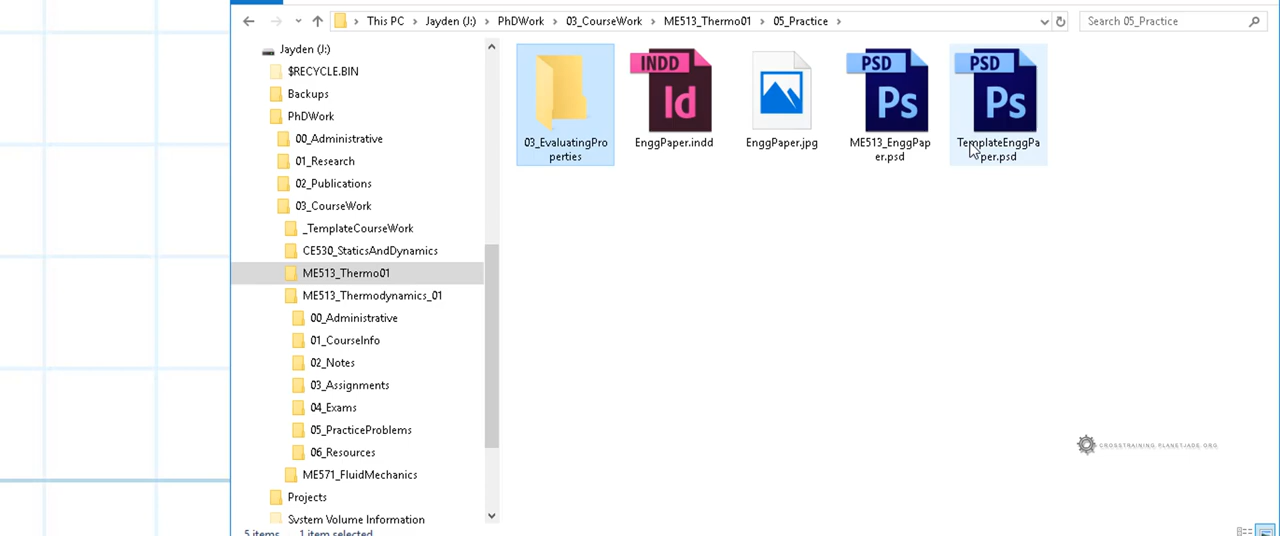 This PC > Jayden (J:) > PhDWork > 03_CourseWork > ME513_Thermo01 > 05_Practice >
Search 05_Practice
Jayden (J:)
$RECYCLE.BIN
Backups
PhDWork
00_Administrative
01_Research
02_Publications
03_CourseWork
_TemplateCourseWork
CE530_StaticsAndDynamics
ME513_Thermo01
ME513_Thermodynamics_01
00_Administrative
01_CourseInfo
02_Notes
03_Assignments
04_Exams
05_PracticeProblems
06_Resources
ME571_FluidMechanics
Projects
System Volume Information
5 items 1 item selected
03_EvaluatingPro
perties
INDD
Id
EnggPaper.indd
EnggPaper.jpg
PSD
Ps
ME513_EnggPap
er.psd
PSD
Ps
TemplateEnggPa
per.psd
CROSSTRAINING.PLANETJADE.ORG